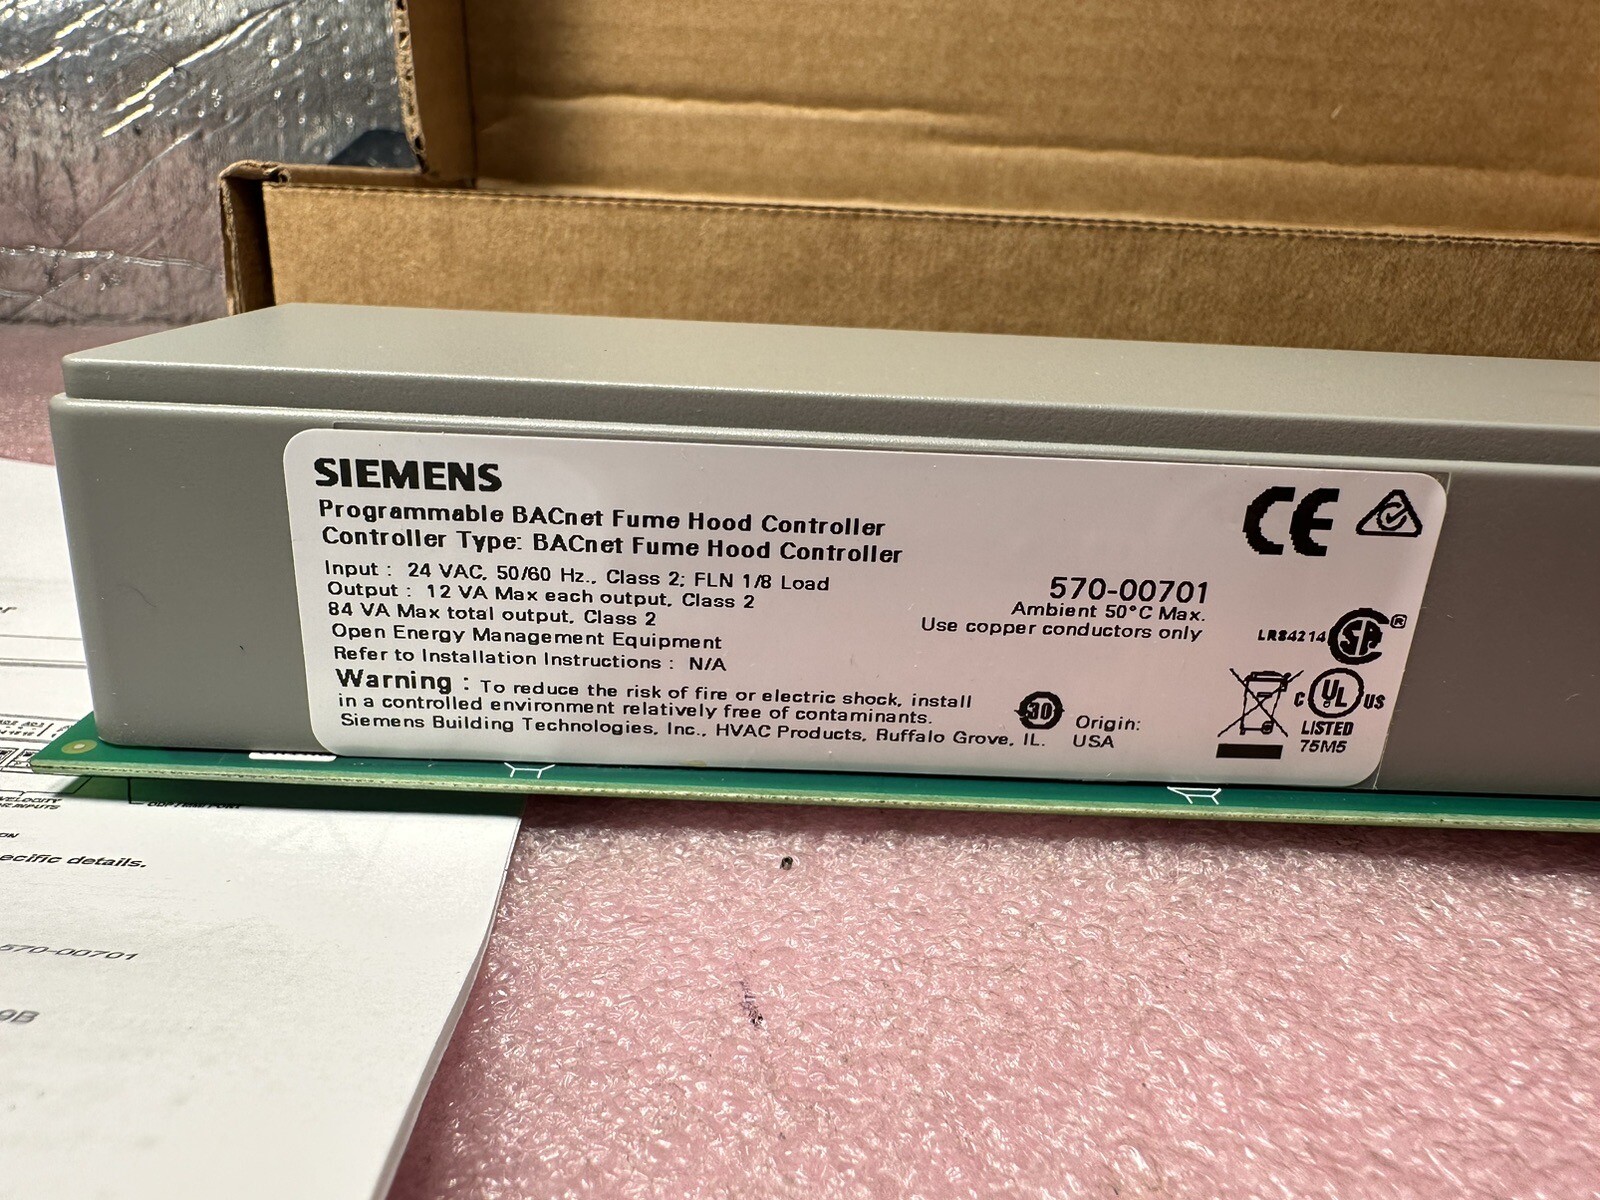 SIEMENS
Programmable BACnet Fume Hood Controller
Controller Type: BACnet Fume Hood Controller
Input : 24 VAC, 50/60 Hz., Class 2; FLN 1/8 Load
Output : 12 VA Max each output, Class 2
84 VA Max total output, Class 2
Open Energy Management Equipment
Refer to Installation Instructions : N/A
Warning : To reduce the risk of fire or electric shock, install
in a controlled environment relatively free of contaminants.
Siemens Building Technologies, Inc., HVAC Products, Buffalo Grove, IL.
CE
570-00701
Ambient 50°C Max.
Use copper conductors only
LR84214 ®
30
Origin:
USA
C UL US
LISTED
75M5
VELOCITY
ecific details.
570-00701
9B